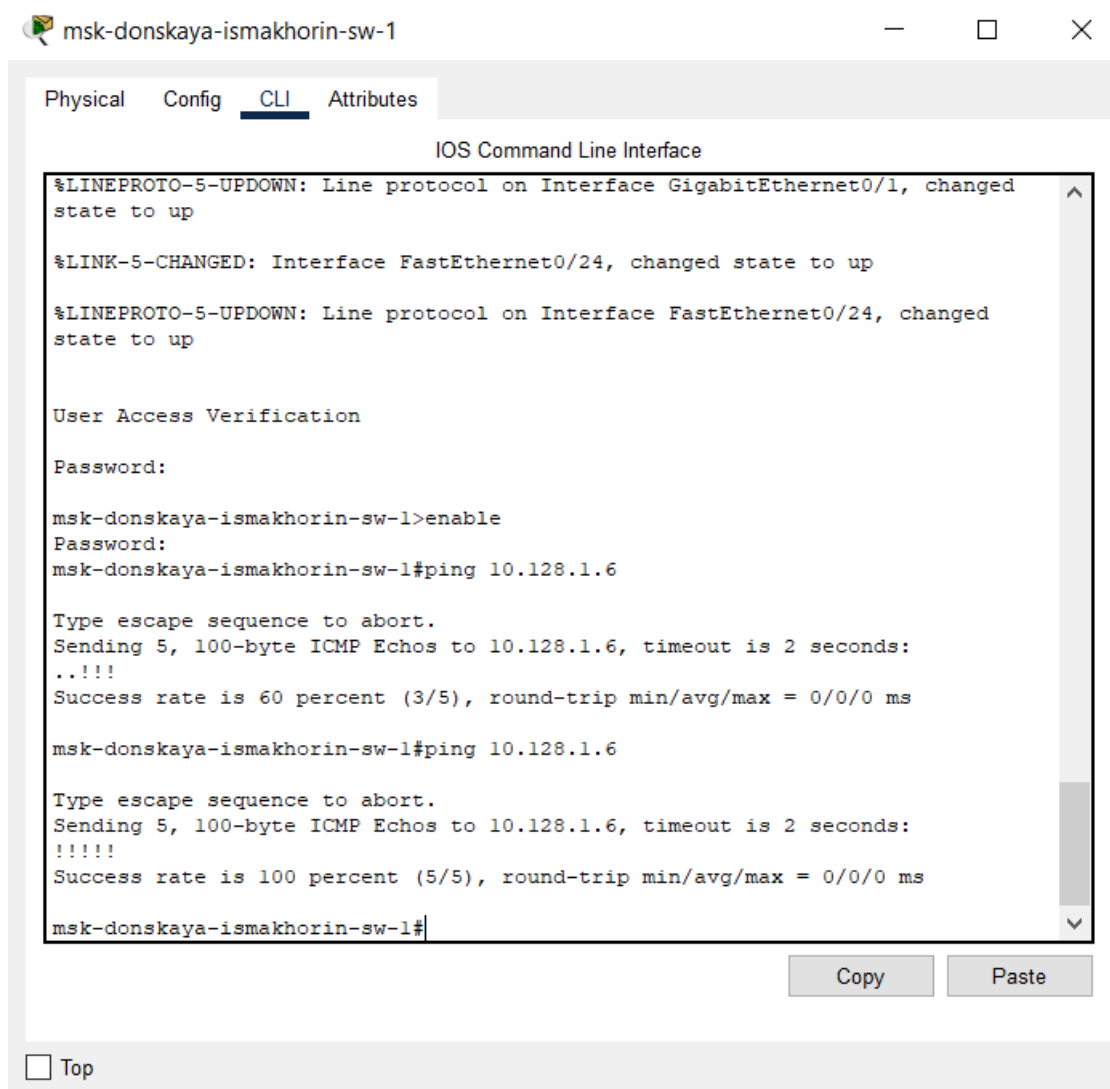 msk-donskaya-ismakhorin-sw-1
Physical Config CLI Attributes
IOS Command Line Interface
%LINEPROTO-5-UPDOWN: Line protocol on Interface GigabitEthernet0/1, changed
state to up
%LINK-5-CHANGED: Interface FastEthernet0/24, changed state to up
%LINEPROTO-5-UPDOWN: Line protocol on Interface FastEthernet0/24, changed
state to up
User Access Verification
Password:
msk-donskaya-ismakhorin-sw-1>enable
Password:
msk-donskaya-ismakhorin-sw-1#ping 10.128.1.6
Type escape sequence to abort.
Sending 5, 100-byte ICMP Echos to 10.128.1.6, timeout is 2 seconds:
..!!!
Success rate is 60 percent (3/5), round-trip min/avg/max = 0/0/0 ms
msk-donskaya-ismakhorin-sw-1#ping 10.128.1.6
Type escape sequence to abort.
Sending 5, 100-byte ICMP Echos to 10.128.1.6, timeout is 2 seconds:
!!!!!
Success rate is 100 percent (5/5), round-trip min/avg/max = 0/0/0 ms
msk-donskaya-ismakhorin-sw-1#
Copy Paste
Top